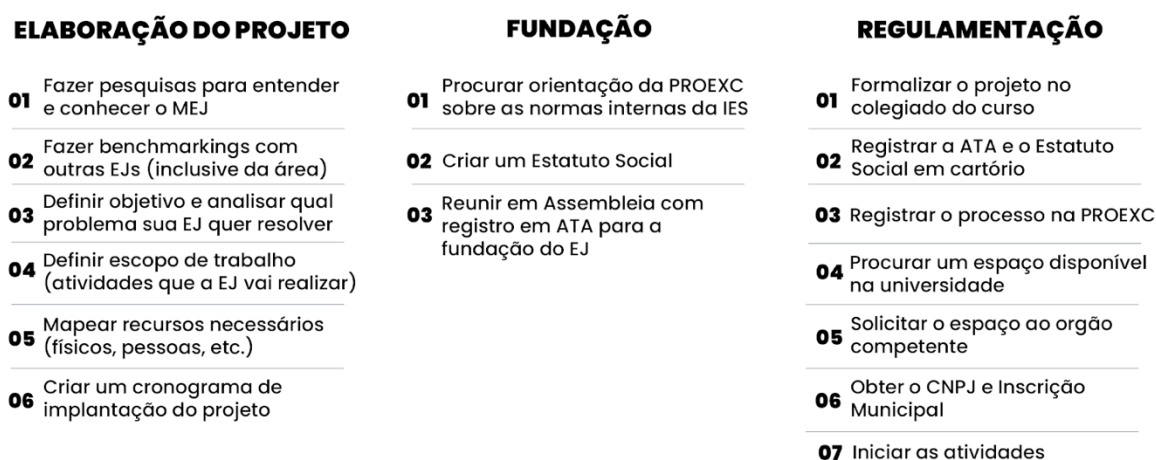 ELABORAÇÃO DO PROJETO
01 Fazer pesquisas para entender
e conhecer o MEJ
02 Fazer benchmarkings com
outras EJs (inclusive da área)
03 Definir objetivo e analisar qual
problema sua EJ quer resolver
04 Definir escopo de trabalho
(atividades que a EJ vai realizar)
05 Mapear recursos necessários
(físicos, pessoas, etc.)
06 Criar um cronograma de
implantação do projeto
FUNDAÇÃO
01 Procurar orientação da PROEXC
sobre as normas internas da IES
02 Criar um Estatuto Social
03 Reunir em Assembleia com
registro em ATA para a
fundação do EJ
REGULAMENTAÇÃO
01 Formalizar o projeto no
colegiado do curso
02 Registrar a ATA e o Estatuto
Social em cartório
03 Registrar o processo na PROEXC
04 Procurar um espaço disponível
na universidade
05 Solicitar o espaço ao orgão
competente
06 Obter o CNPJ e Inscrição
Municipal
07 Iniciar as atividades